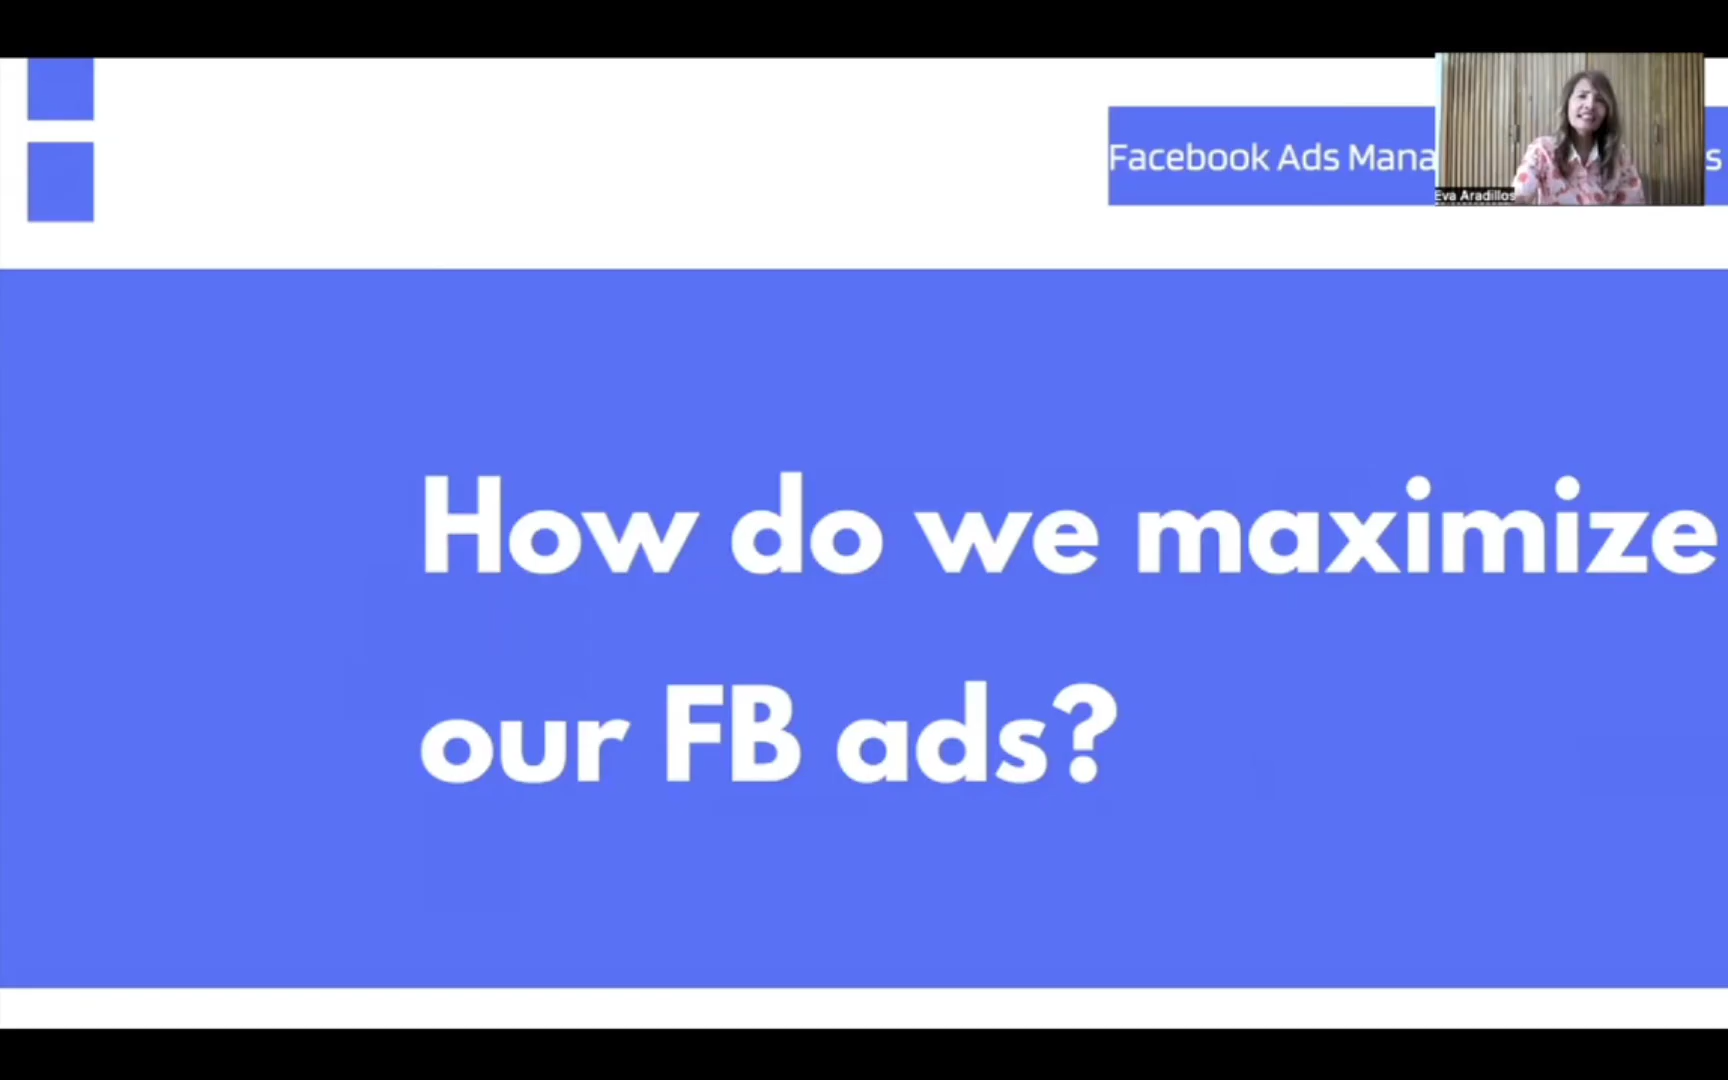 Facebook Ads Mana
s
Eva Aradillos
How do we maximize
our FB ads?